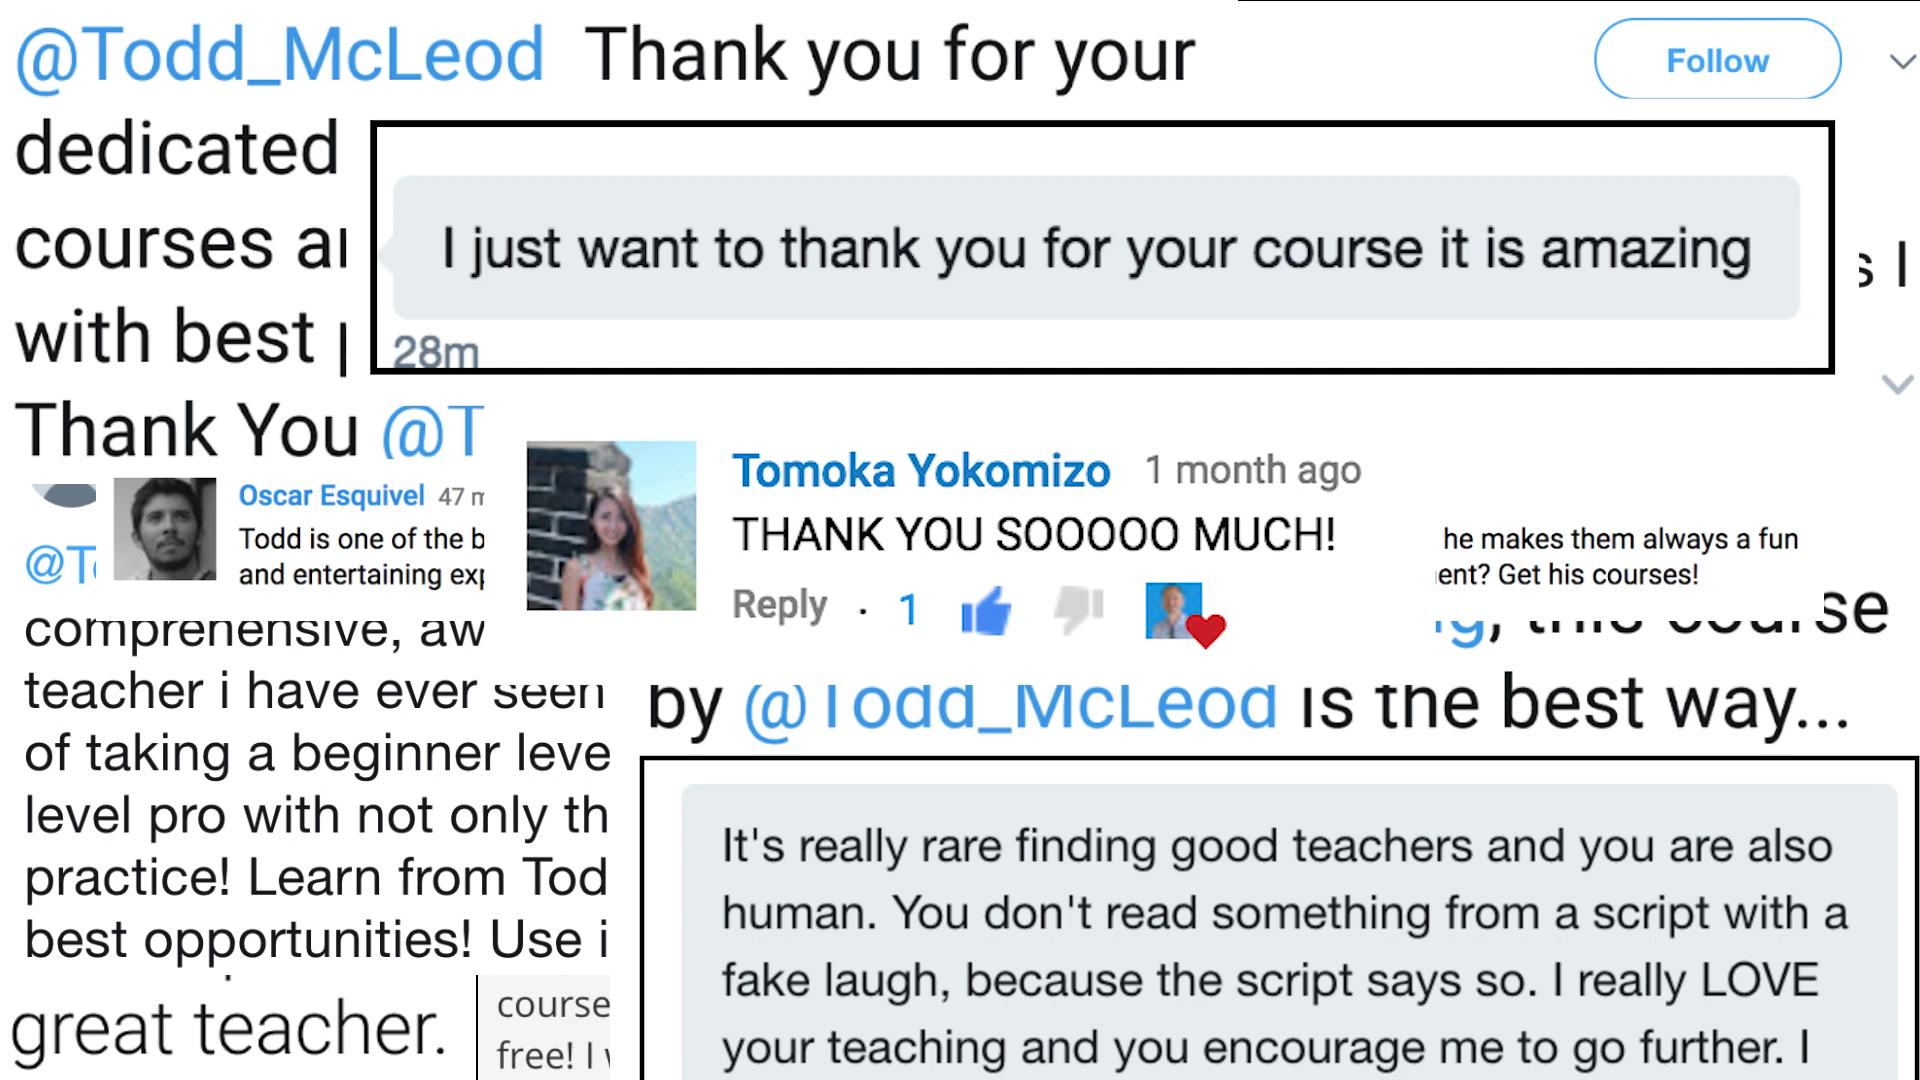 @Todd_McLeod Thank you for your
Follow
dedicated
courses
with best
I just want to thank you for your course it is amazing
28m
I
Thank You @T
Oscar Esquivel 47
Todd is one of the
and entertaining
Tomoka Yokomizo 1 month ago
THANK YOU SOOOOO MUCH!
Reply · 1
he makes them always a fun
Get his courses!
@T
comprehensive,
this course
teacher i have ever seen
by @Todd_McLeod is the best way...
of taking a beginner
level pro with not only
practice! Learn from
best opportunities! Use
great teacher.
course
free! I
It's really rare finding good teachers and you are also
human. You don't read something from a script with a
fake laugh, because the script says so. I really LOVE
your teaching and you encourage me to go further. I